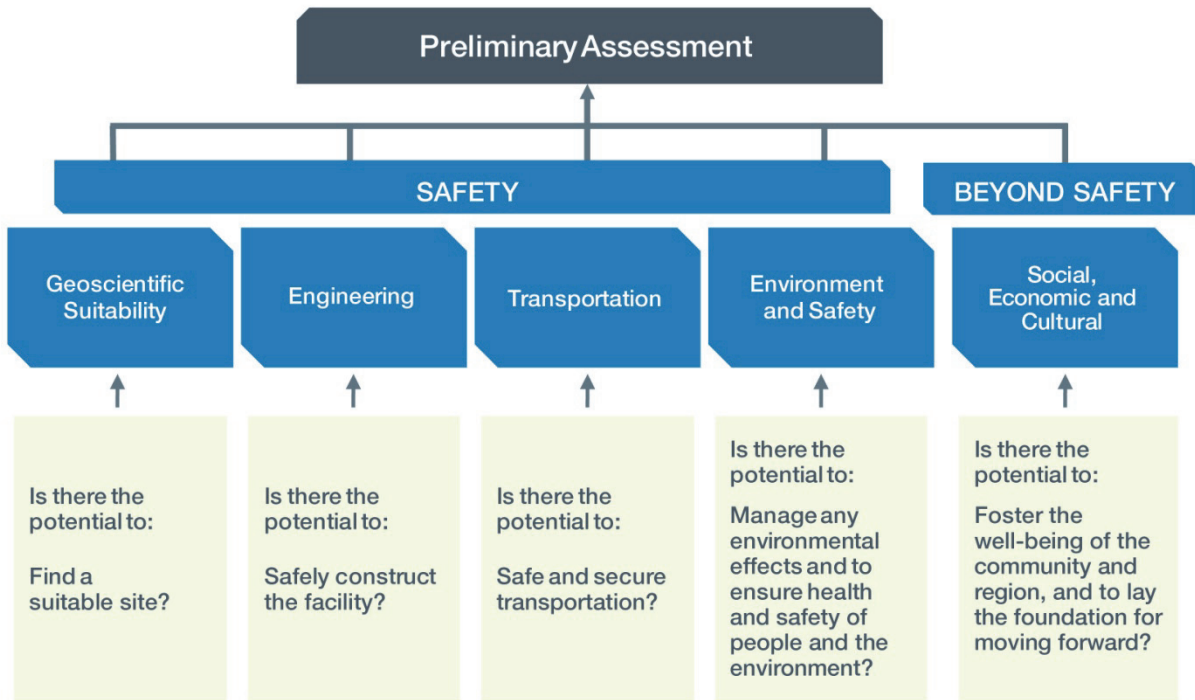 Preliminary Assessment
SAFETY
BEYOND SAFETY
Geoscientific
Suitability
Engineering
Transportation
Environment
and Safety
Social,
Economic and
Cultural
Is there the
potential to:
Find a
suitable site?
Is there the
potential to:
Safely construct
the facility?
Is there the
potential to:
Safe and secure
transportation?
Is there the
potential to:
Manage any
environmental
effects and to
ensure health
and safety of
people and the
environment?
Is there the
potential to:
Foster the
well-being of the
community and
region, and to lay
the foundation for
moving forward?